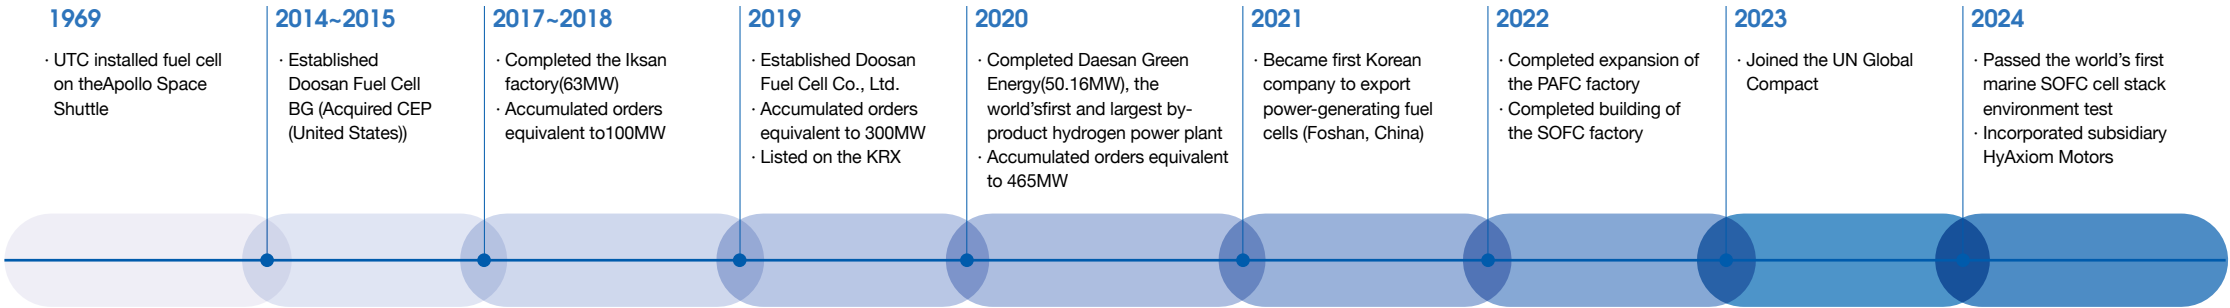 1969
· UTC installed fuel cell
on theApollo Space
Shuttle
2014~2015
· Established
Doosan Fuel Cell
BG (Acquired CEP
(United States))
2017~2018
· Completed the Iksan
factory(63MW)
· Accumulated orders
equivalent to100MW
2019
· Established Doosan
Fuel Cell Co., Ltd.
· Accumulated orders
equivalent to 300MW
· Listed on the KRX
2020
· Completed Daesan Green
Energy(50.16MW), the
world'sfirst and largest by-
product hydrogen power plant
· Accumulated orders equivalent
to 465MW
2021
· Became first Korean
company to export
power-generating fuel
cells (Foshan, China)
2022
· Completed expansion of
the PAFC factory
· Completed building of
the SOFC factory
2023
· Joined the UN Global
Compact
2024
· Passed the world's first
marine SOFC cell stack
environment test
· Incorporated subsidiary
HyAxiom Motors